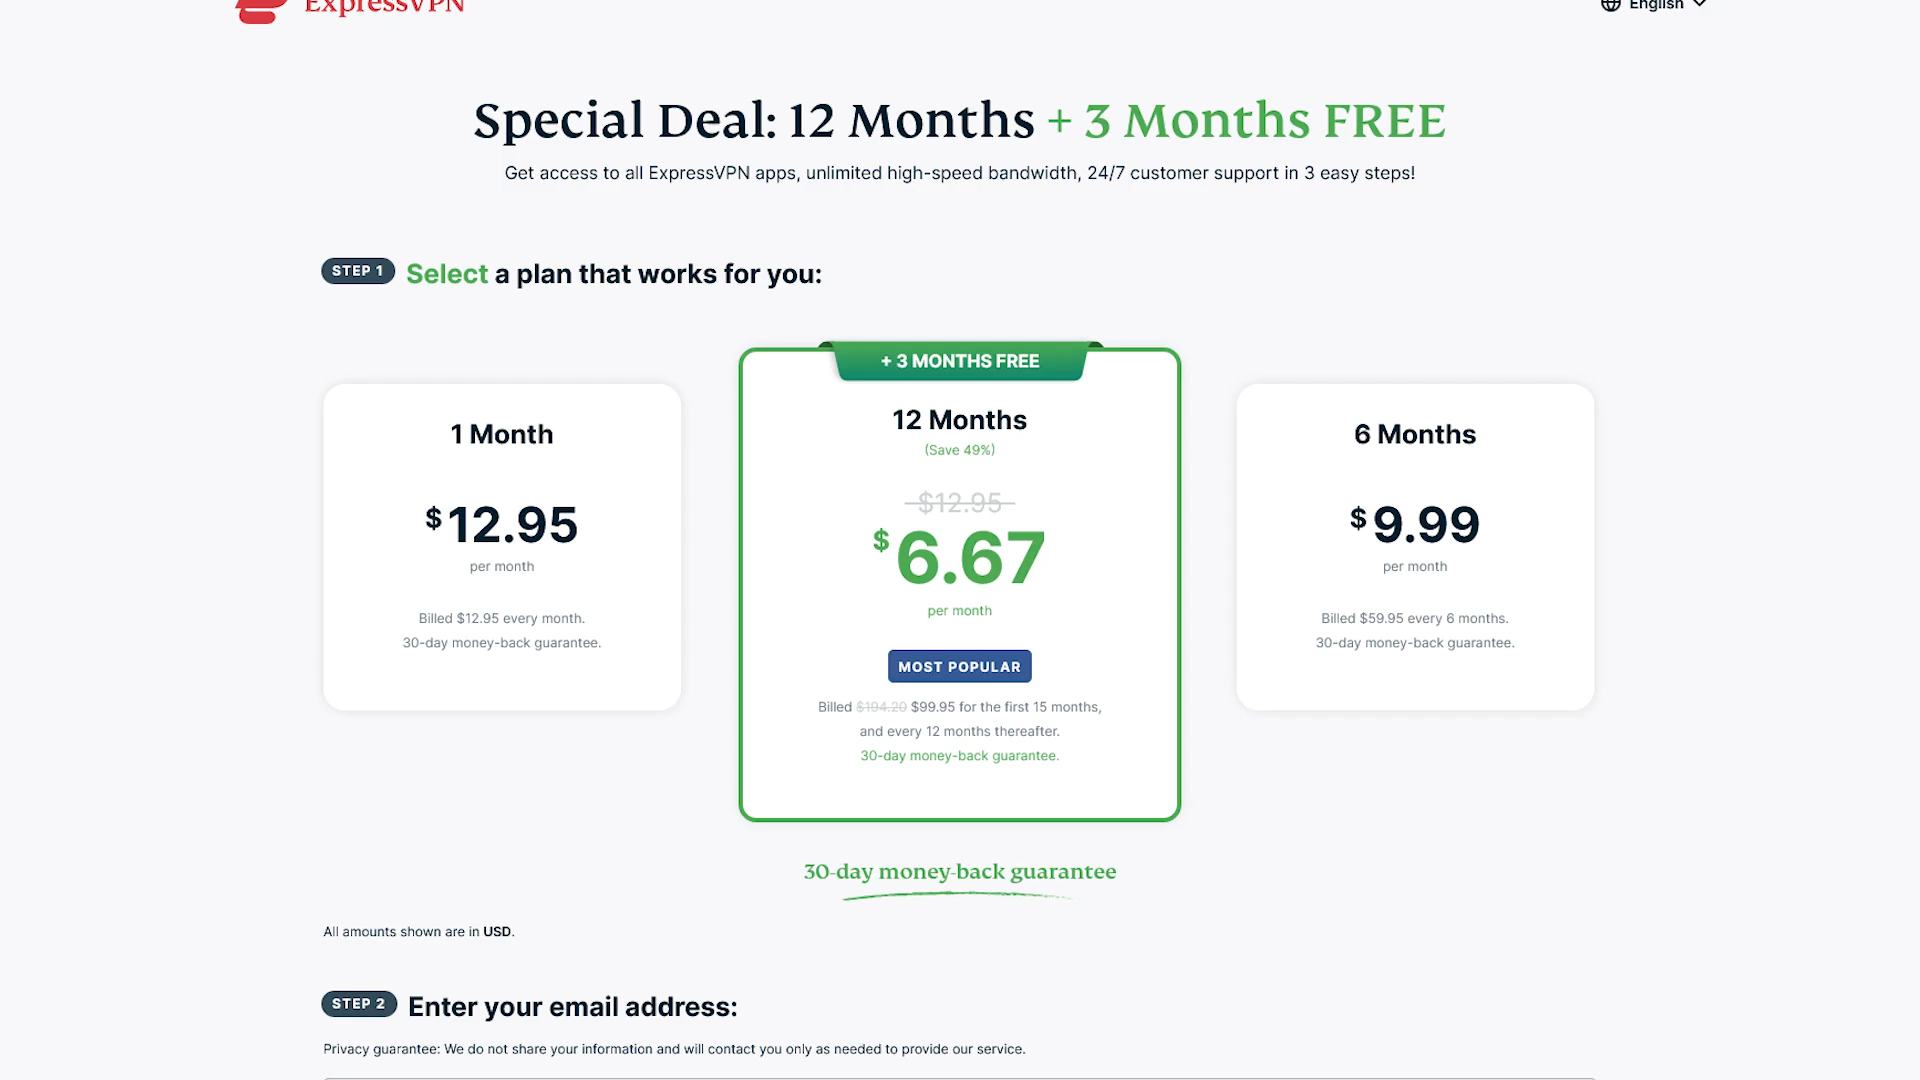 ExpressVPN
English
Special Deal: 12 Months + 3 Months FREE
Get access to all ExpressVPN apps, unlimited high-speed bandwidth, 24/7 customer support in 3 easy steps!
STEP 1 Select a plan that works for you:
1 Month
$12.95
per month
Billed $12.95 every month.
30-day money-back guarantee.
+ 3 MONTHS FREE
12 Months
(Save 49%)
$12.95
$6.67
per month
MOST POPULAR
Billed $194.20 $99.95 for the first 15 months,
and every 12 months thereafter.
30-day money-back guarantee.
6 Months
$9.99
per month
Billed $59.95 every 6 months.
30-day money-back guarantee.
30-day money-back guarantee
All amounts shown are in USD.
STEP 2 Enter your email address:
Privacy guarantee: We do not share your information and will contact you only as needed to provide our service.